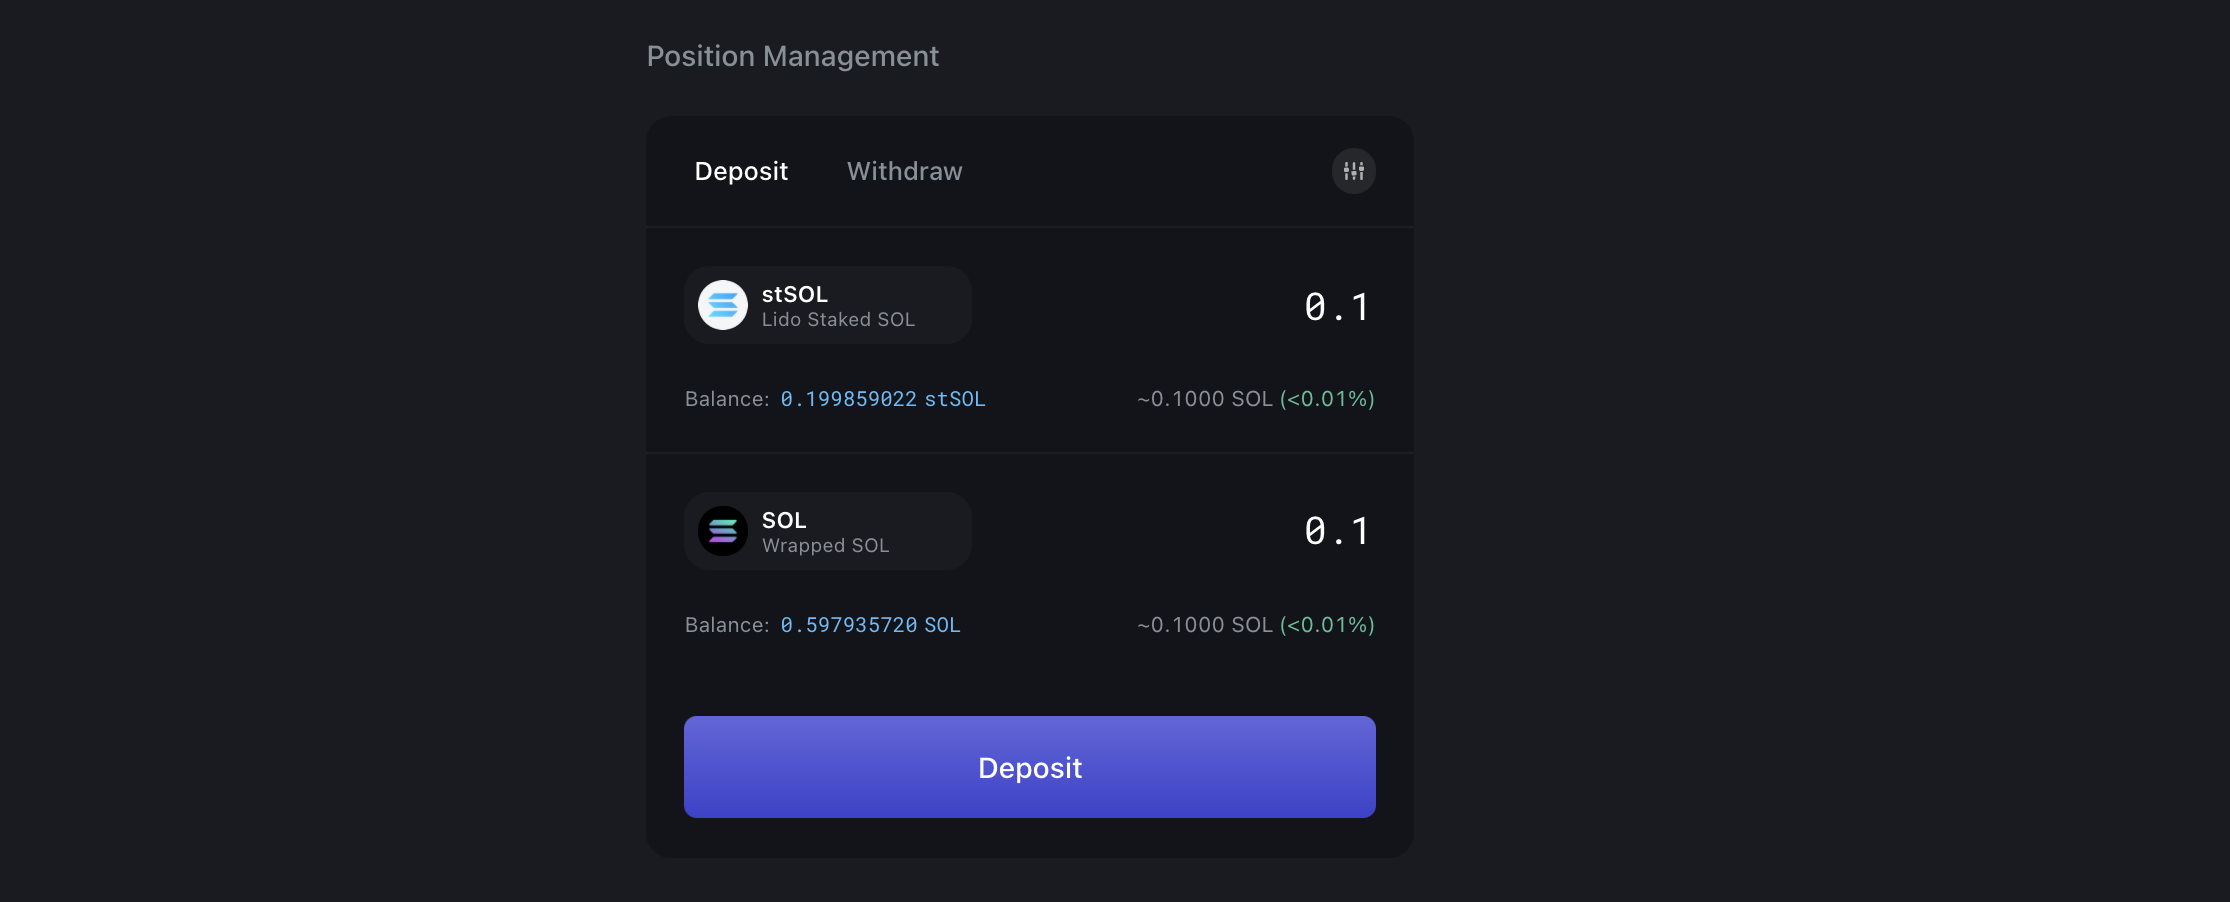 Position Management
Deposit Withdraw
stSOL
Lido Staked SOL
0.1
Balance: 0.199859022 stSOL
~0.1000 SOL (<0.01%)
SOL
Wrapped SOL
0.1
Balance: 0.597935720 SOL
~0.1000 SOL (<0.01%)
Deposit